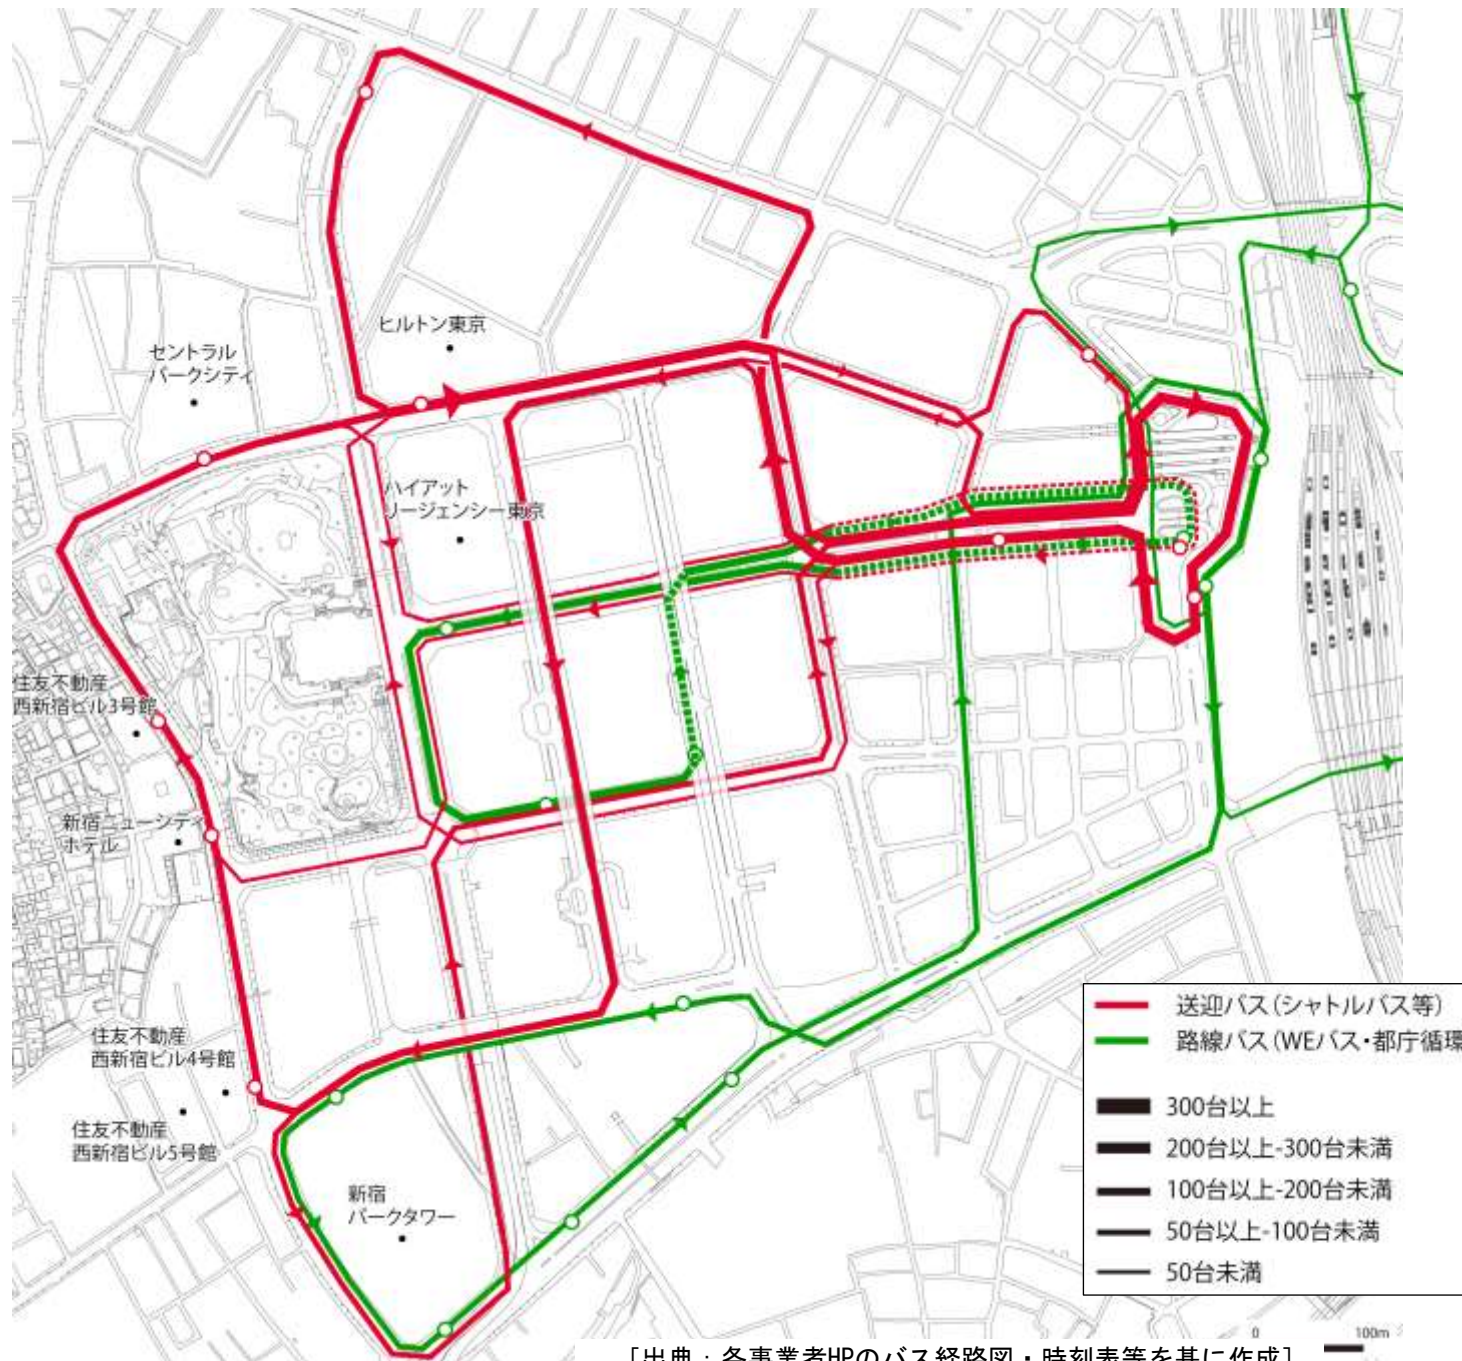 ヒルトン東京
セントラル
パークシティ
ハイアット
リージェンシー東京
住友不動産
西新宿ビル3号館
新宿ニューシティ
ホテル
住友不動産
西新宿ビル4号館
住友不動産
西新宿ビル5号館
新宿
パークタワー
送迎バス(シャトルバス等)
路線バス(WEバス・都庁循環
300台以上
200台以上-300台未満
100台以上-200台未満
50台以上-100台未満
50台未満
0 100m
[出典:各事業者HPのバス経路図・時刻表等を基に作成]